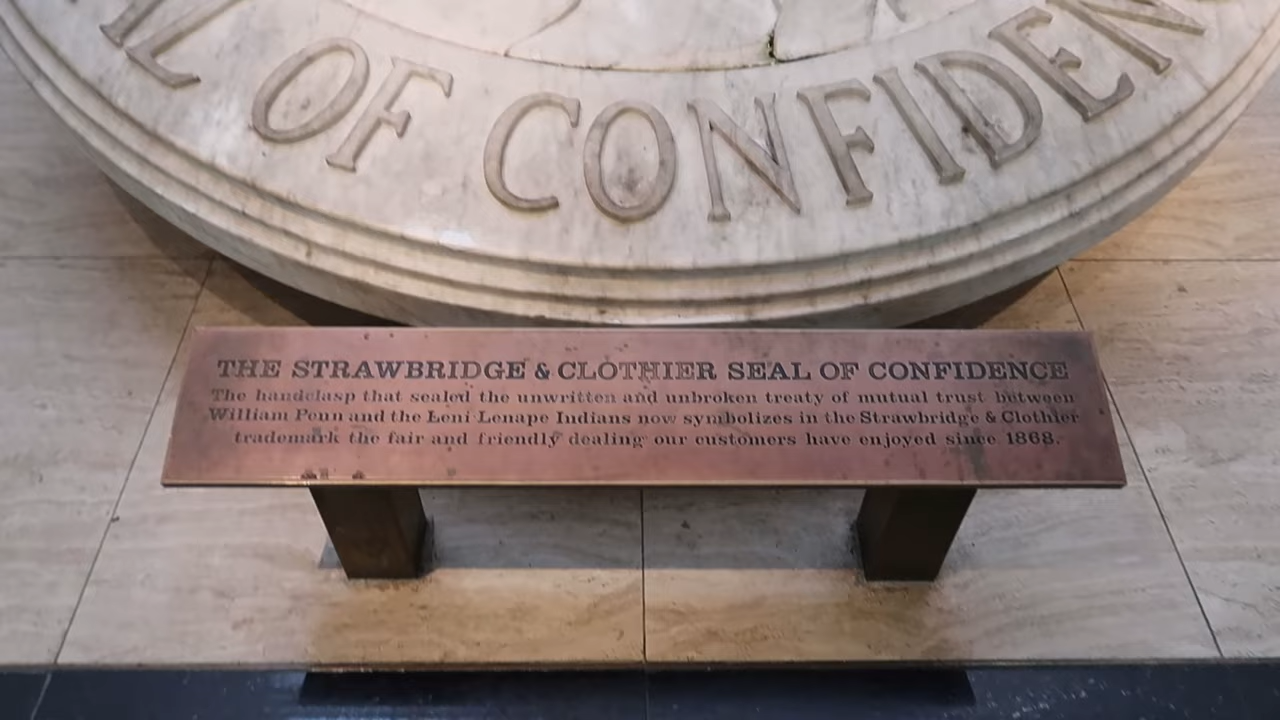 L OF CONFIDEN
THE STRAWBRIDGE & CLOTHIER SEAL OF CONFIDENCE
The handclasp that sealed the unwritten and unbroken treaty of mutual trust between
William Penn and the Leni-Lenape Indians now symbolizes in the Strawbridge & Clothier
trademark the fair and friendly dealing our customers have enjoyed since 1868.